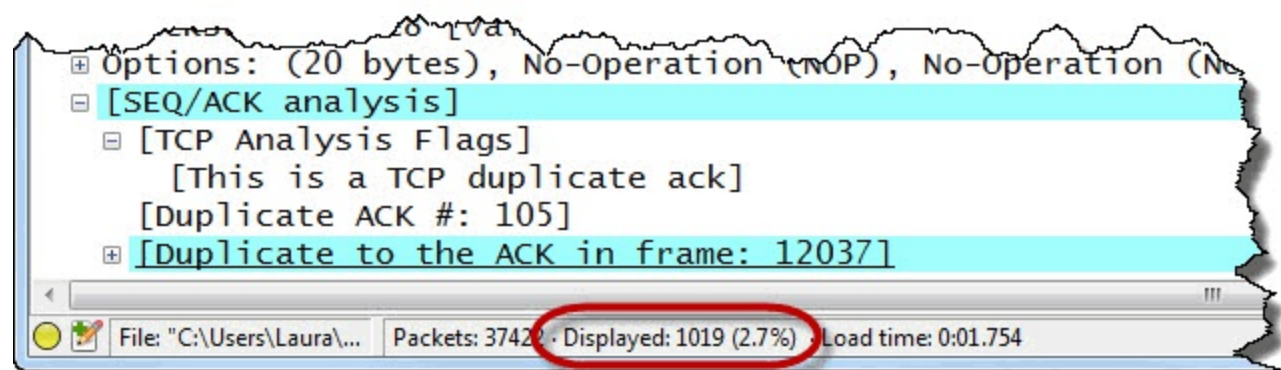 Options: (20 bytes), No-Operation (NOP), No-Operation
[SEQ/ACK analysis]
[TCP Analysis Flags]
[This is a TCP duplicate ack]
[Duplicate ACK #: 105]
[Duplicate to the ACK in frame: 12037]
File: "C:\Users\Laura\... Packets: 37422 · Displayed: 1019 (2.7%) · Load time: 0:01.754